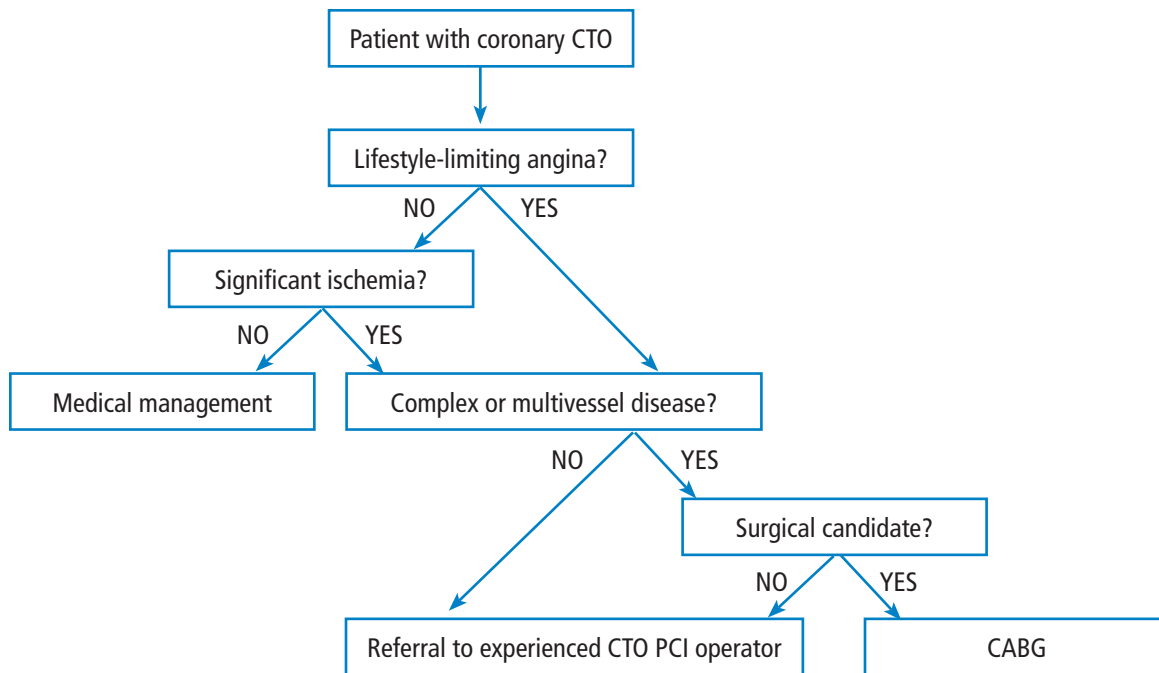 Patient with coronary CTO
Lifestyle-limiting angina?
NO
YES
Significant ischemia?
NO
YES
Medical management
Complex or multivessel disease?
NO
YES
Surgical candidate?
NO
YES
Referral to experienced CTO PCI operator
CABG